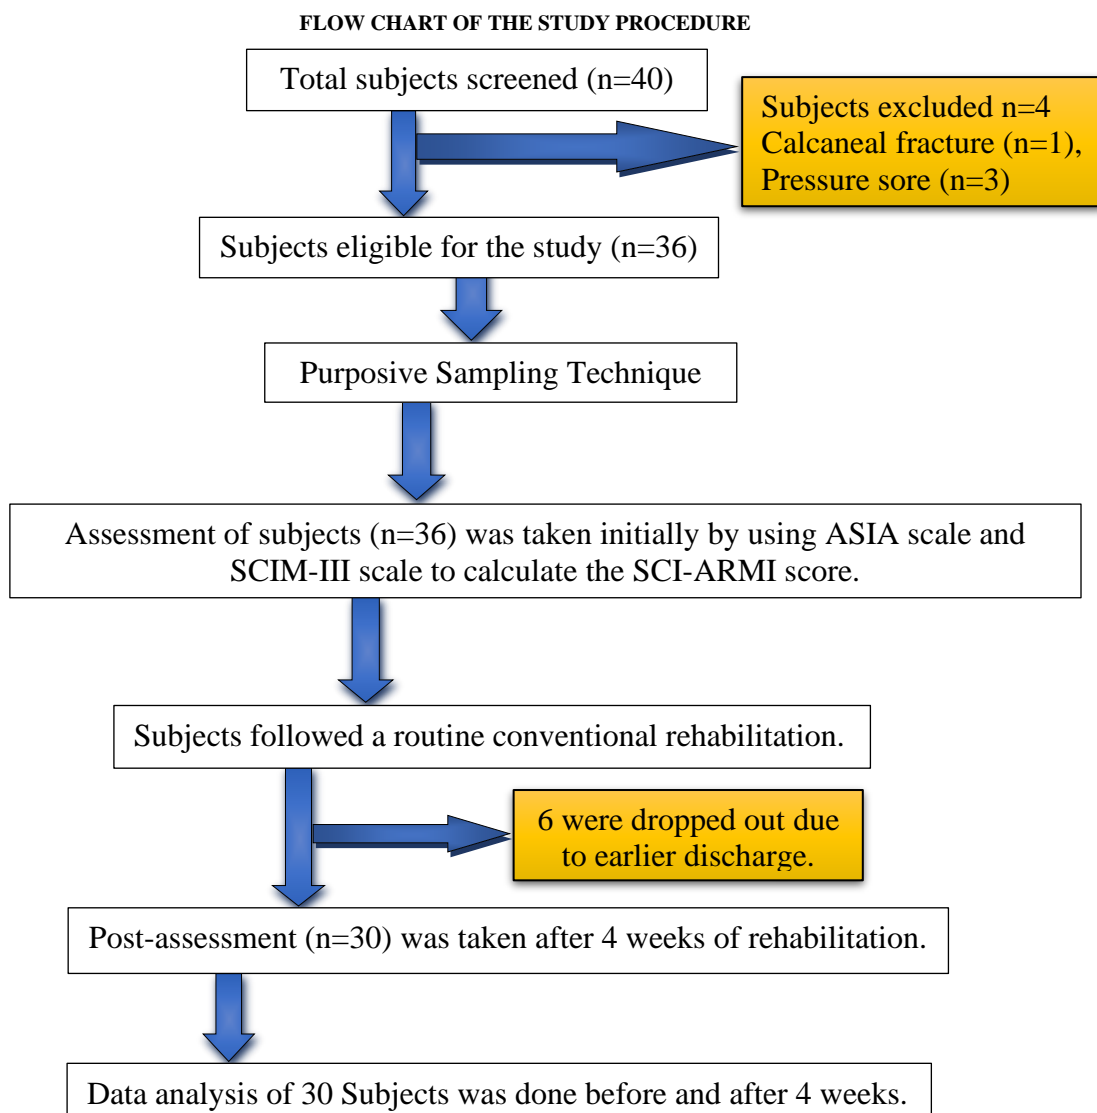 FLOW CHART OF THE STUDY PROCEDURE
Total subjects screened (n=40)
Subjects excluded n=4
Calcaneal fracture (n=1),
Pressure sore (n=3)
Subjects eligible for the study (n=36)
Purposive Sampling Technique
Assessment of subjects (n=36) was taken initially by using ASIA scale and
SCIM-III scale to calculate the SCI-ARMI score.
Subjects followed a routine conventional rehabilitation.
6 were dropped out due
to earlier discharge.
Post-assessment (n=30) was taken after 4 weeks of rehabilitation.
Data analysis of 30 Subjects was done before and after 4 weeks.